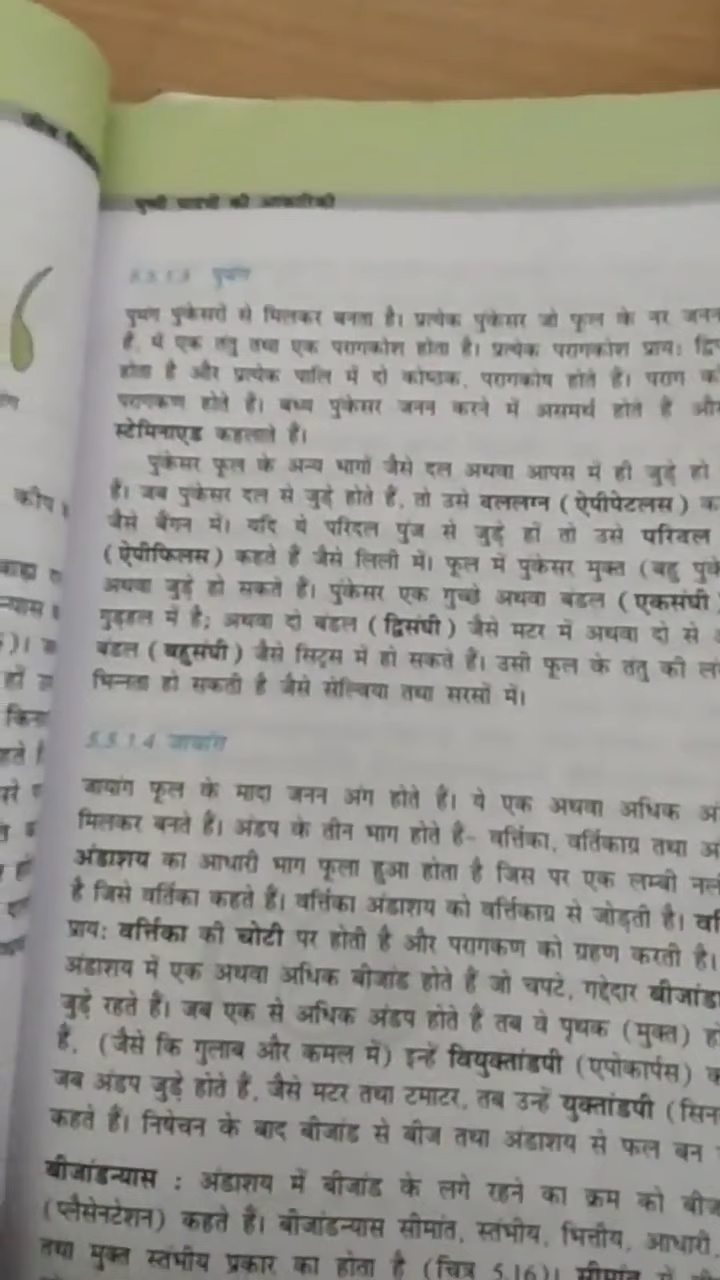 पुष्पी पादपों की आकारिकी
5.5.1.3 पुमंग
पुमंग पुंकेसरों से मिलकर बनता है। प्रत्येक पुंकेसर जो फूल के नर जनन
हैं, में एक तंतु तथा एक परागकोश होता है। प्रत्येक परागकोश प्राय: द्विप
होता है और प्रत्येक पालि में दो कोष्ठक, परागकोष होते हैं। पराग को
परागकण होते हैं। बंध्य पुंकेसर जनन करने में असमर्थ होते हैं और
स्टेमिनाएड कहलाते हैं।
पुंकेसर फूल के अन्य भागों जैसे दल अथवा आपस में ही जुड़े हो
हैं। जब पुंकेसर दल से जुड़े होते हैं, तो उसे दललग्न (ऐपीपेटलस) क
जैसे बैंगन में। यदि ये परिदल पुंज से जुड़े हों तो उसे परिदल
(ऐपीफिलस) कहते हैं जैसे लिली में। फूल में पुंकेसर मुक्त (बहु पुंके
अथवा जुड़े हो सकते हैं। पुंकेसर एक गुच्छे अथवा बंडल (एकसंघी
गुड़हल में है; अथवा दो बंडल (द्विसंघी) जैसे मटर में अथवा दो से
बंडल (बहुसंघी) जैसे सिट्रस में हो सकते हैं। उसी फूल के तंतु की लं
भिन्नता हो सकती है जैसे सेल्विया तथा सरसों में।
5.5.1.4 जायांग
जायांग फूल के मादा जनन अंग होते हैं। ये एक अथवा अधिक अं
मिलकर बनते हैं। अंडप के तीन भाग होते हैं- वर्त्तिका, वर्तिकाग्र तथा अं
अंडाशय का आधारी भाग फूला हुआ होता है जिस पर एक लम्बी नली
है जिसे वर्तिका कहते हैं। वर्त्तिका अंडाशय को वर्त्तिकाग्र से जोड़ती है। वर्ति
प्राय: वर्त्तिका की चोटी पर होती है और परागकण को ग्रहण करती है।
अंडाशय में एक अथवा अधिक बीजांड होते हैं जो चपटे, गद्देदार बीजांडा
जुड़े रहते हैं। जब एक से अधिक अंडप होते हैं तब वे पृथक (मुक्त) हो
हैं, (जैसे कि गुलाब और कमल में) इन्हें वियुक्तांडपी (एपोकार्पस) क
जब अंडप जुड़े होते हैं, जैसे मटर तथा टमाटर, तब उन्हें युक्तांडपी (सिन
कहते हैं। निषेचन के बाद बीजांड से बीज तथा अंडाशय से फल बन
बीजांडन्यास : अंडाशय में बीजांड के लगे रहने का क्रम को बीज
(प्लैसेनटेशन) कहते हैं। बीजांडन्यास सीमांत, स्तंभीय, भित्तीय, आधारी,
तथा मुक्त स्तंभीय प्रकार का होता है (चित्र 5.16)।